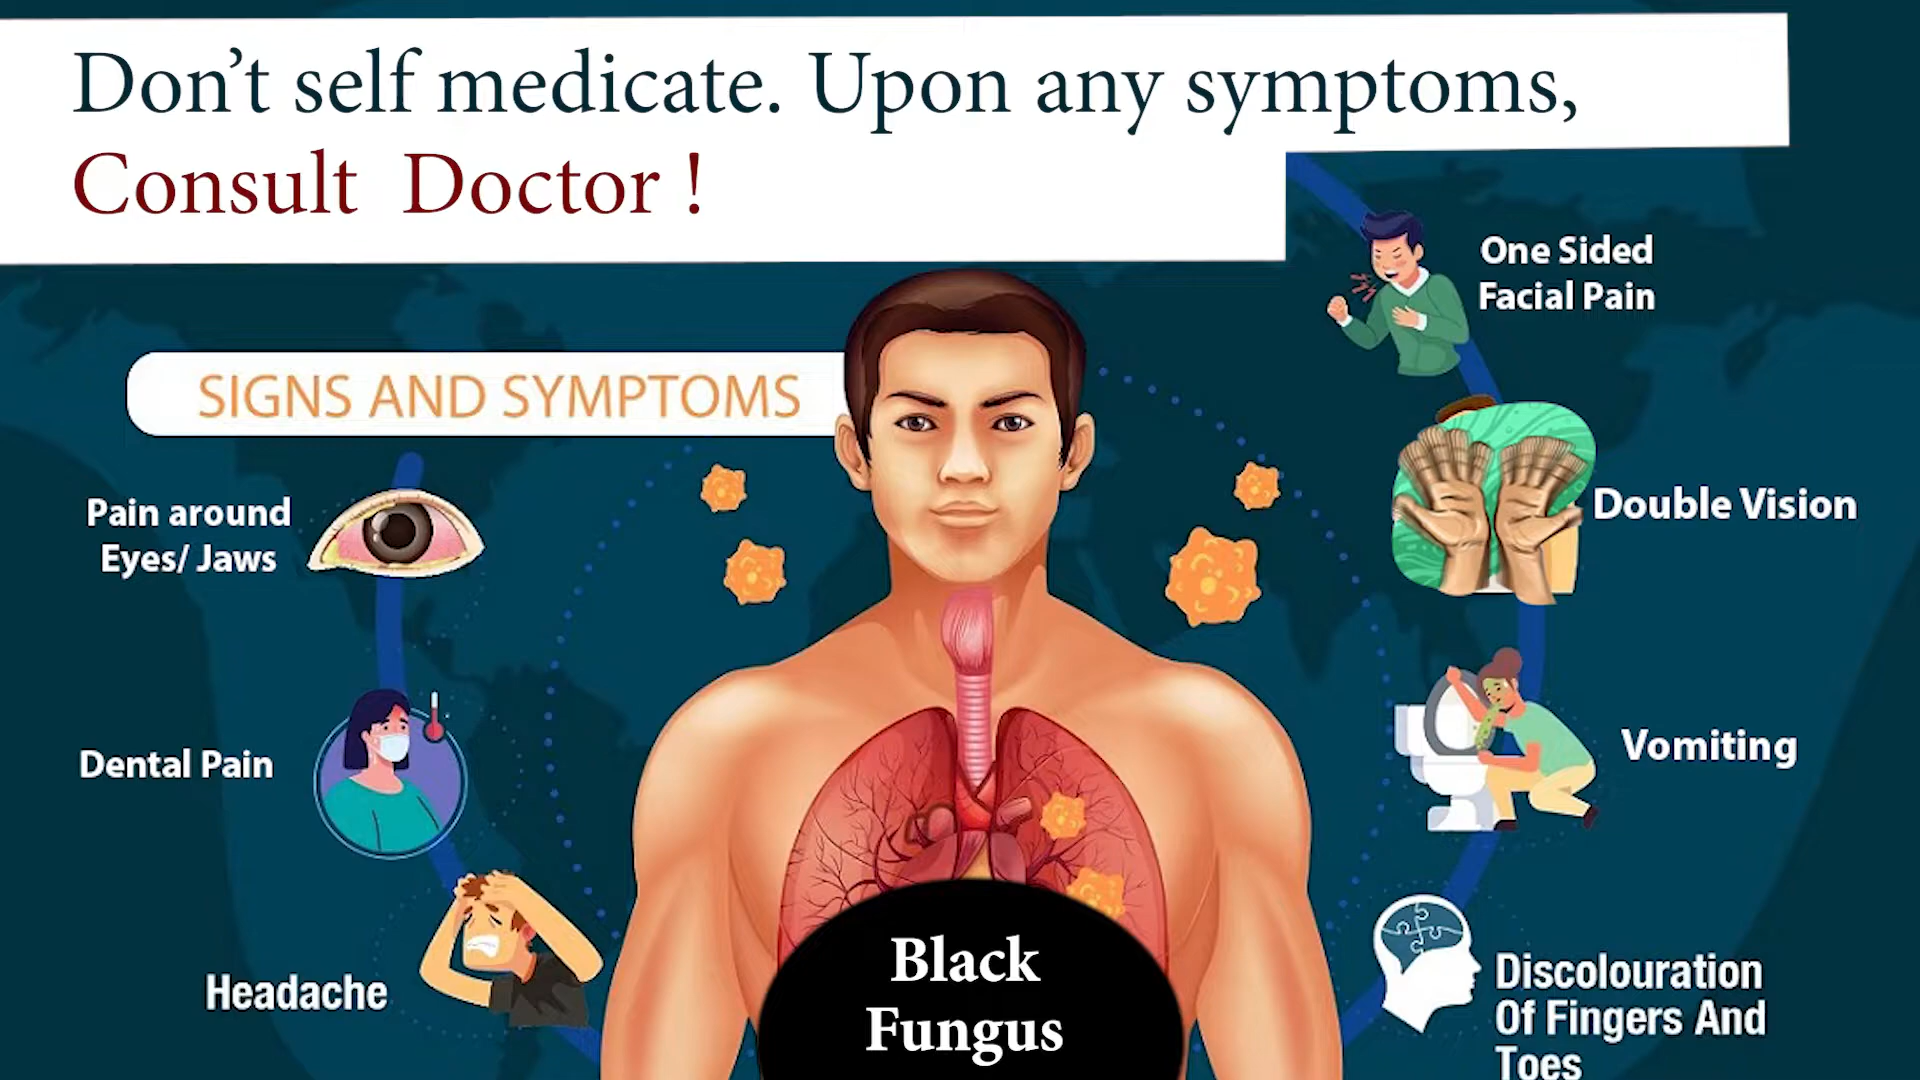 Don't self medicate. Upon any symptoms,
Consult Doctor !
SIGNS AND SYMPTOMS
Pain around
Eyes/ Jaws
Dental Pain
Headache
One Sided
Facial Pain
Double Vision
Vomiting
Discolouration
Of Fingers And
Toes
Black
Fungus